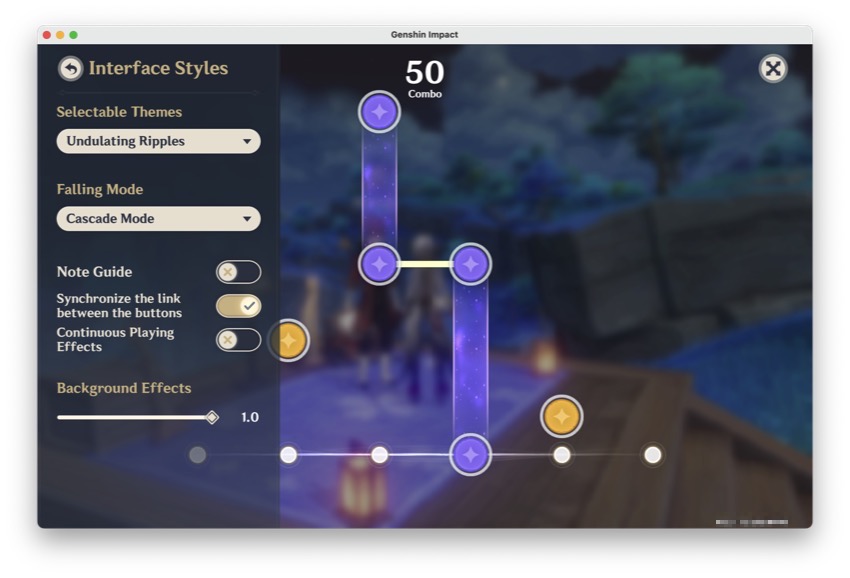 Genshin Impact
Interface Styles
50
Combo
Selectable Themes
Undulating Ripples
Falling Mode
Cascade Mode
Note Guide
Synchronize the link
between the buttons
Continuous Playing
Effects
Background Effects
1.0